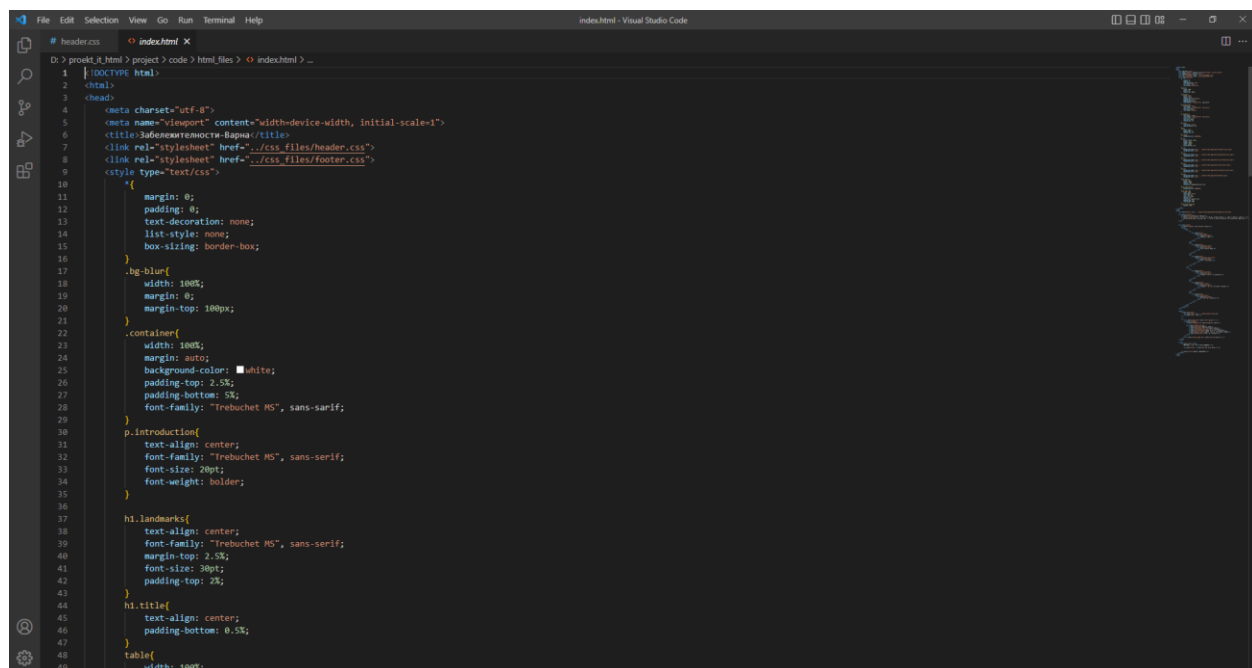 File Edit Selection View Go Run Terminal Help
index.html - Visual Studio Code
# header.css
<> index.html ×
D: > proekt_it_html > project > code > html_files > <> index.html > ...
1 <!DOCTYPE html>
2 <html>
3 <head>
4 <meta charset="utf-8">
5 <meta name="viewport" content="width=device-width, initial-scale=1">
6 <title>Забележителности-Варна</title>
7 <link rel="stylesheet" href="../css_files/header.css">
8 <link rel="stylesheet" href="../css_files/footer.css">
9 <style type="text/css">
10 *{
11 margin: 0;
12 padding: 0;
13 text-decoration: none;
14 list-style: none;
15 box-sizing: border-box;
16 }
17 .bg-blur{
18 width: 100%;
19 margin: 0;
20 margin-top: 100px;
21 }
22 .container{
23 width: 100%;
24 margin: auto;
25 background-color: white;
26 padding-top: 2.5%;
27 padding-bottom: 5%;
28 font-family: "Trebuchet MS", sans-sarif;
29 }
30 p.introduction{
31 text-align: center;
32 font-family: "Trebuchet MS", sans-serif;
33 font-size: 20pt;
34 font-weight: bolder;
35 }
36
37 h1.landmarks{
38 text-align: center;
39 font-family: "Trebuchet MS", sans-serif;
40 margin-top: 2.5%;
41 font-size: 30pt;
42 padding-top: 2%;
43 }
44 h1.title{
45 text-align: center;
46 padding-bottom: 0.5%;
47 }
48 table{
49 width: 100%;